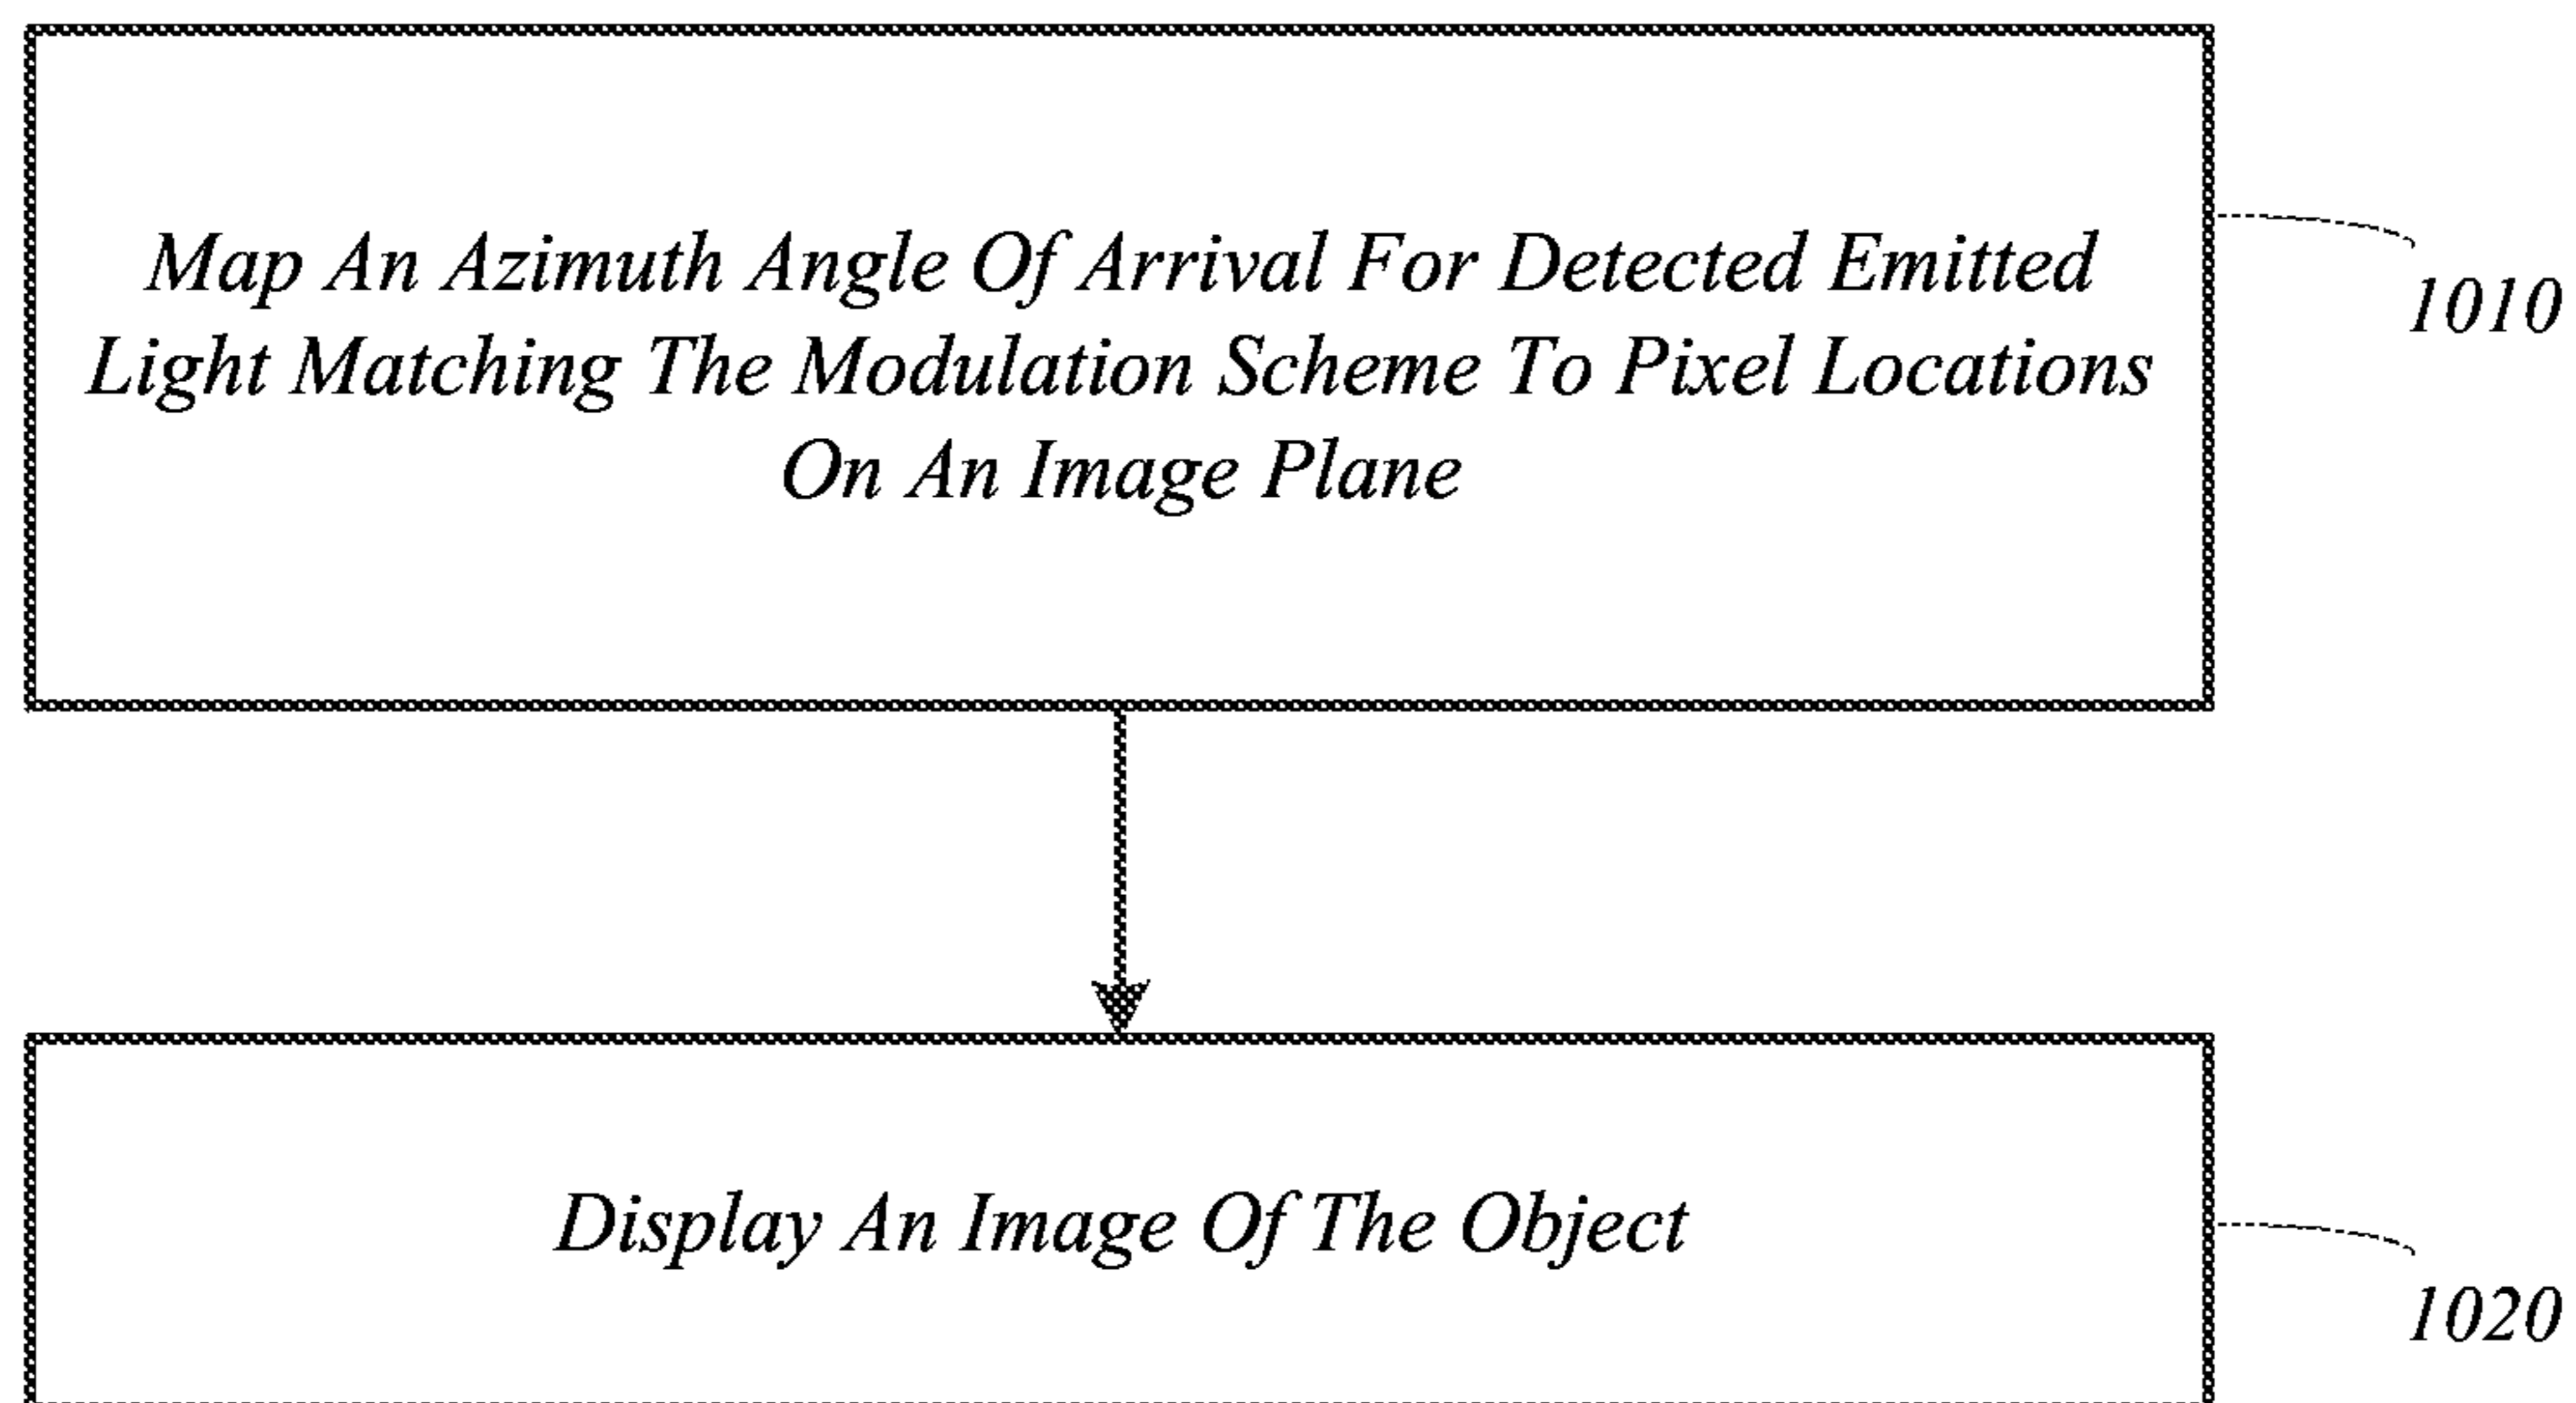 Map An Azimuth Angle Of Arrival For Detected Emitted
Light Matching The Modulation Scheme To Pixel Locations
On An Image Plane
1010
Display An Image Of The Object
1020